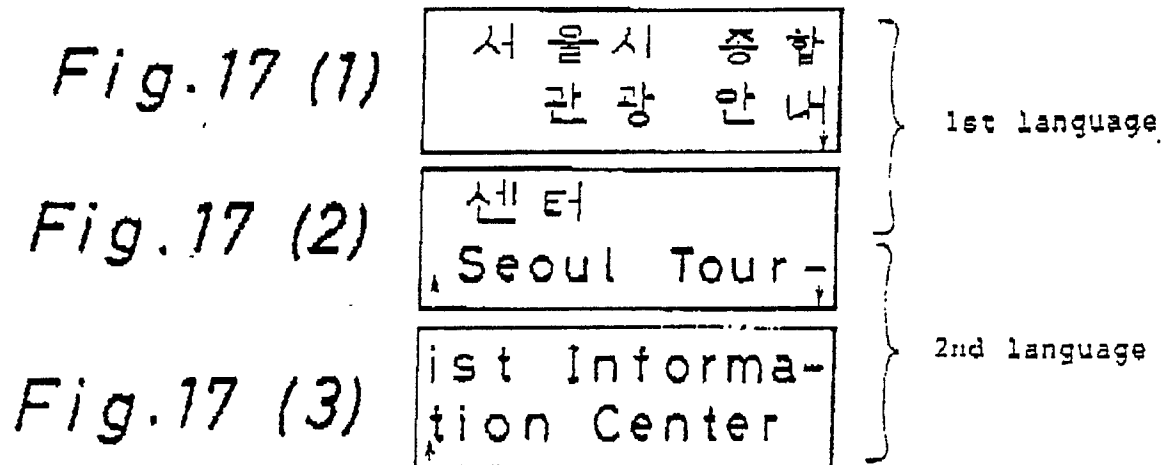 Fig. 17 (1)
서울시 종합
관광 안내
1st language
Fig. 17 (2)
센터
Seoul Tour-
2nd language
Fig. 17 (3)
ist Informa-
tion Center